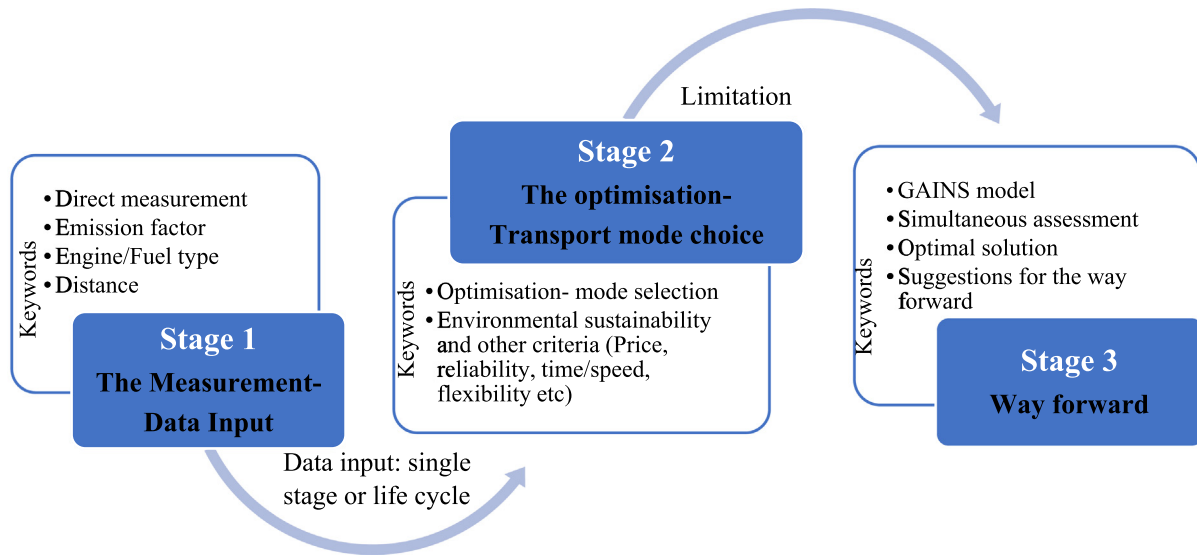 Keywords
• Direct measurement
• Emission factor
• Engine/Fuel type
• Distance
Stage 1
The Measurement-
Data Input
Data input: single
stage or life cycle
Stage 2
The optimisation-
Transport mode choice
Keywords
• Optimisation- mode selection
• Environmental sustainability
and other criteria (Price,
reliability, time/speed,
flexibility etc)
Limitation
Keywords
• GAINS model
• Simultaneous assessment
• Optimal solution
• Suggestions for the way
forward
Stage 3
Way forward